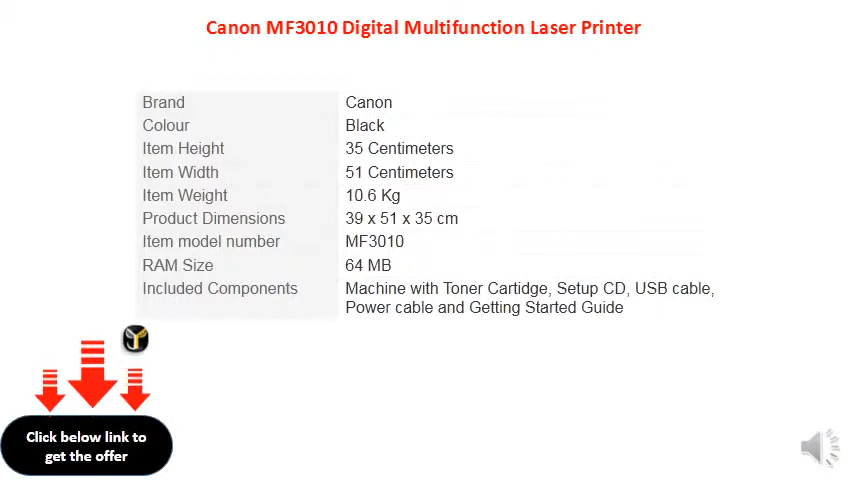 Canon MF3010 Digital Multifunction Laser Printer
Brand Canon
Colour Black
Item Height 35 Centimeters
Item Width 51 Centimeters
Item Weight 10.6 Kg
Product Dimensions 39 x 51 x 35 cm
Item model number MF3010
RAM Size 64 MB
Included Components Machine with Toner Cartidge, Setup CD, USB cable,
Power cable and Getting Started Guide
Click below link to
get the offer